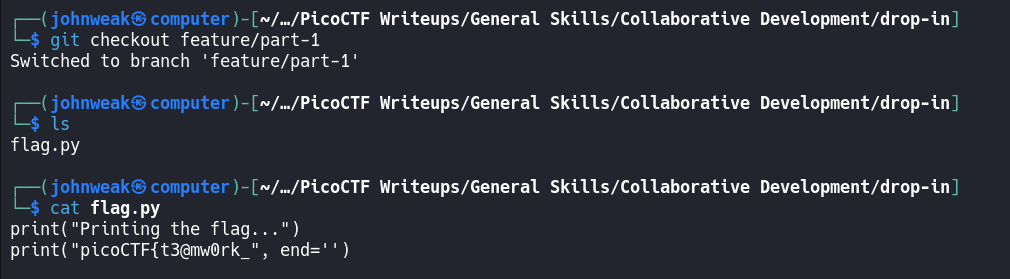 ┌──(johnweak㉿computer)-[~/…/PicoCTF Writeups/General Skills/Collaborative Development/drop-in]
└─$ git checkout feature/part-1
Switched to branch 'feature/part-1'
┌──(johnweak㉿computer)-[~/…/PicoCTF Writeups/General Skills/Collaborative Development/drop-in]
└─$ ls
flag.py
┌──(johnweak㉿computer)-[~/…/PicoCTF Writeups/General Skills/Collaborative Development/drop-in]
└─$ cat flag.py
print("Printing the flag...")
print("picoCTF{t3@mw0rk_", end='')